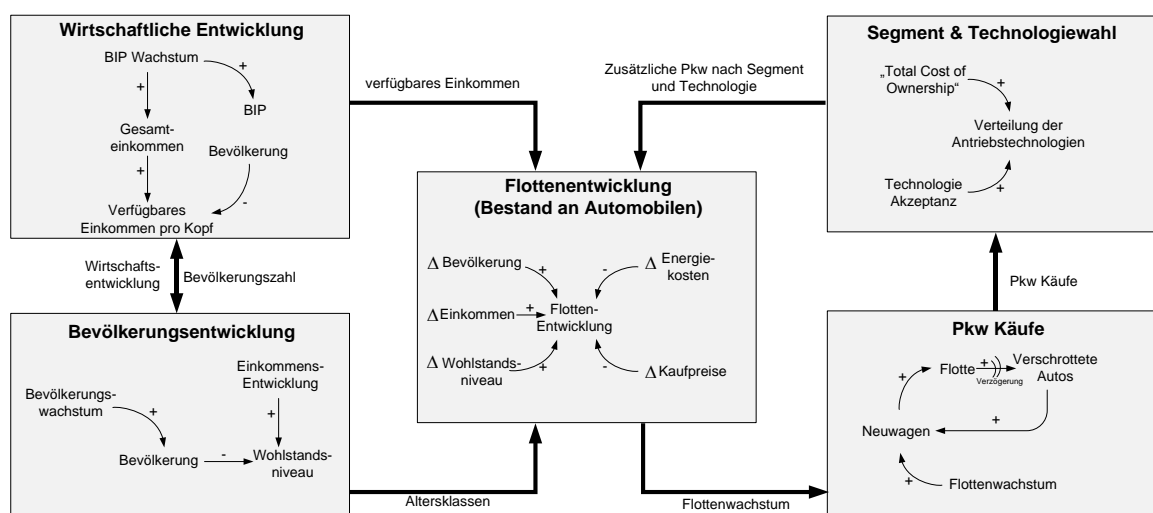 Wirtschaftliche Entwicklung
BIP Wachstum
+
+
BIP
Gesamt-
einkommen
Bevölkerung
+
-
Verfügbares
Einkommen pro Kopf
verfügbares Einkommen
Zusätzliche Pkw nach Segment
und Technologie
Segment & Technologiewahl
„Total Cost of
Ownership“
+
Verteilung der
Antriebstechnologien
Technologie
Akzeptanz
+
Wirtschafts-
entwicklung
Bevölkerungszahl
Flottenentwicklung
(Bestand an Automobilen)
Δ Bevölkerung
+
-
Δ Energie-
kosten
Δ Einkommen
+
Flotten-
Entwicklung
Δ Wohlstands-
niveau
+
-
Δ Kaufpreise
Pkw Käufe
Bevölkerungsentwicklung
Einkommens-
Entwicklung
Bevölkerungs-
wachstum
+
+
Bevölkerung
-
Wohlstands-
niveau
Altersklassen
Flottenwachstum
Pkw Käufe
Flotte
+
Verzögerung
Verschrottete
Autos
+
Neuwagen
+
+
Flottenwachstum